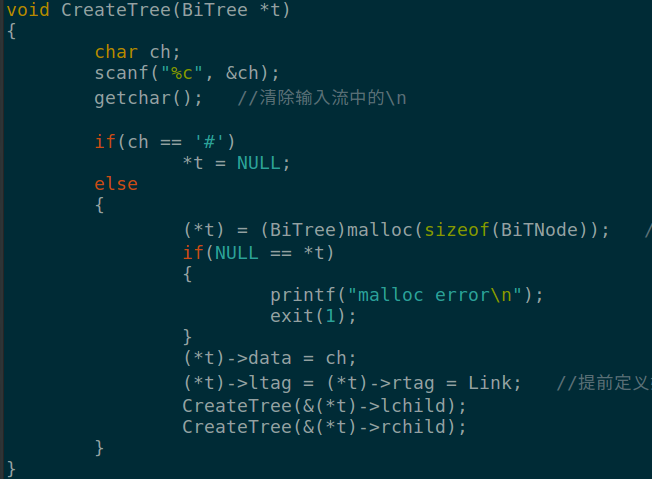 void CreateTree(BiTree *t)
{
char ch;
scanf("%c", &ch);
getchar(); //清除输入流中的\n
if(ch == '#')
*t = NULL;
else
{
(*t) = (BiTree)malloc(sizeof(BiTNode)); /
if(NULL == *t)
{
printf("malloc error\n");
exit(1);
}
(*t)->data = ch;
(*t)->ltag = (*t)->rtag = Link; //提前定义
CreateTree(&(*t)->lchild);
CreateTree(&(*t)->rchild);
}
}